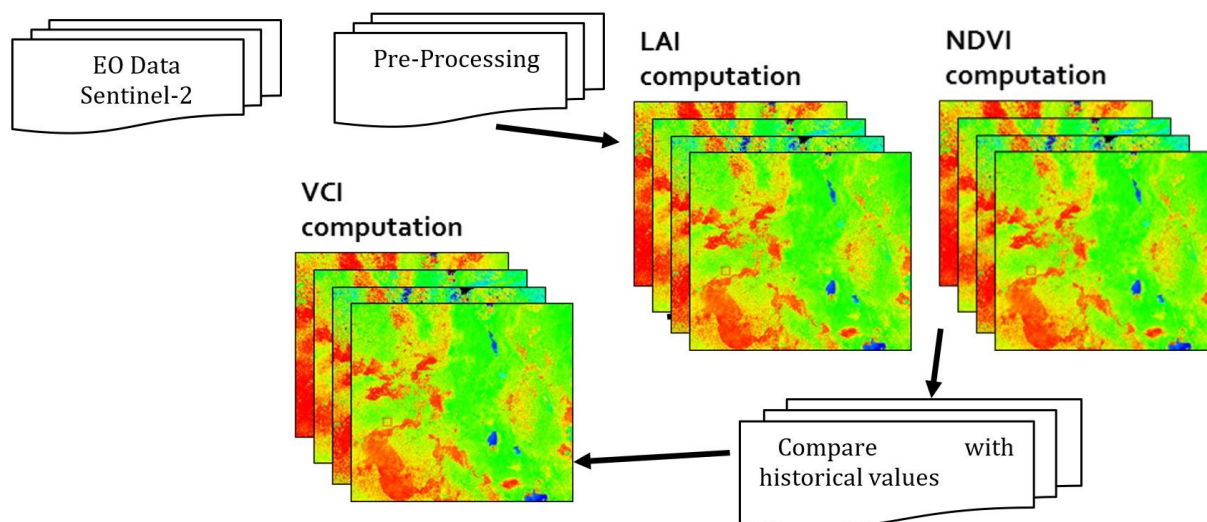 EO Data
Sentinel-2
Pre-Processing
LAI
computation
NDVI
computation
VCI
computation
Compare with
historical values